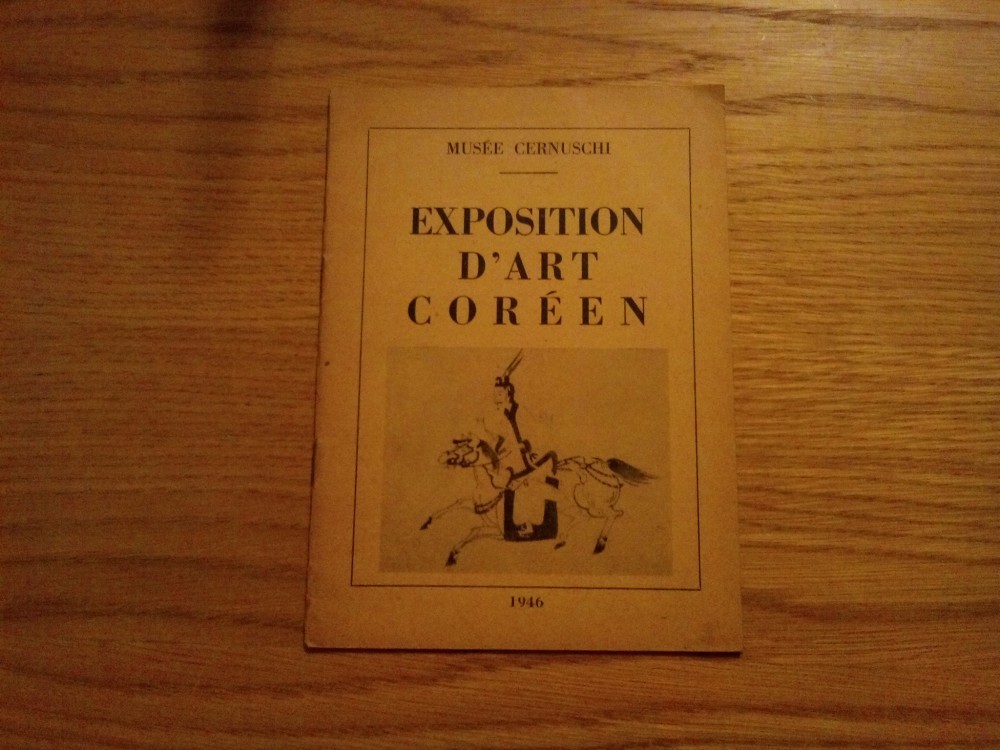 MUSÉE CERNUSCHI
EXPOSITION
D'ART
CORÉEN
1946